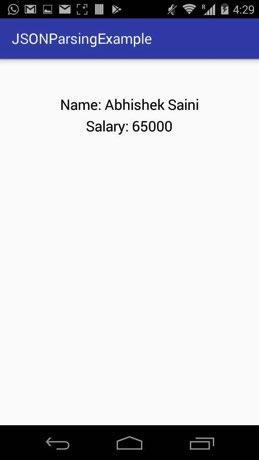 4:29
JSONParsingExample
Name: Abhishek Saini
Salary: 65000